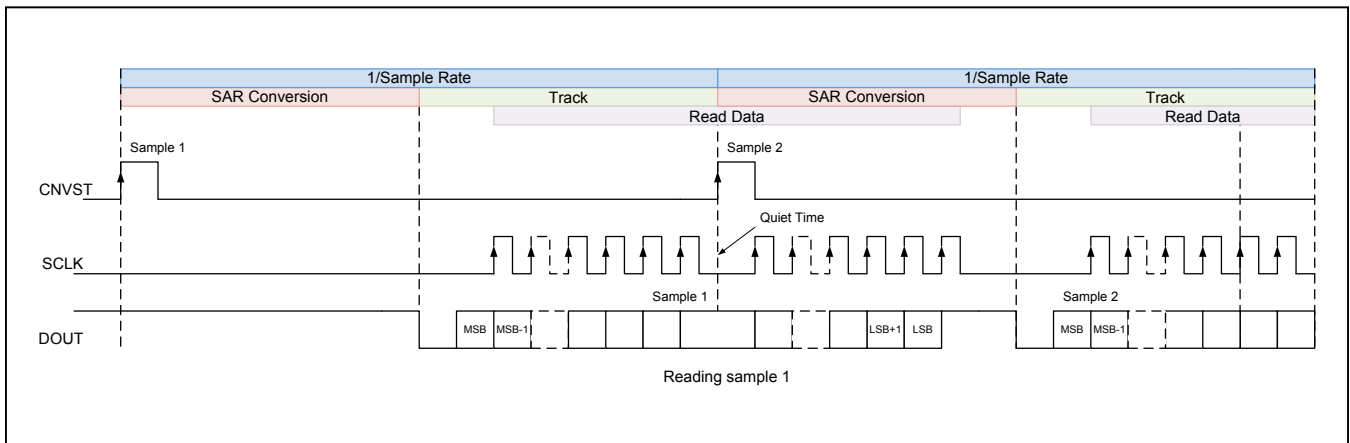 1/Sample Rate 1/Sample Rate
SAR Conversion Track SAR Conversion Track
Read Data Read Data
Sample 1 Sample 2
CNVST
Quiet Time
SCLK
Sample 1 Sample 2
DOUT MSB MSB-1 LSB+1 LSB MSB MSB-1
Reading sample 1